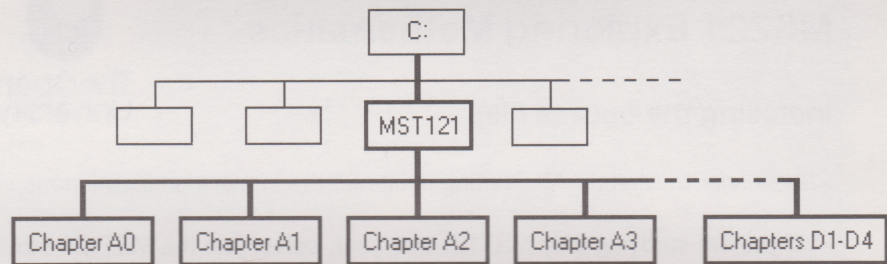 C:
MST121
Chapter A0
Chapter A1
Chapter A2
Chapter A3
Chapters D1-D4